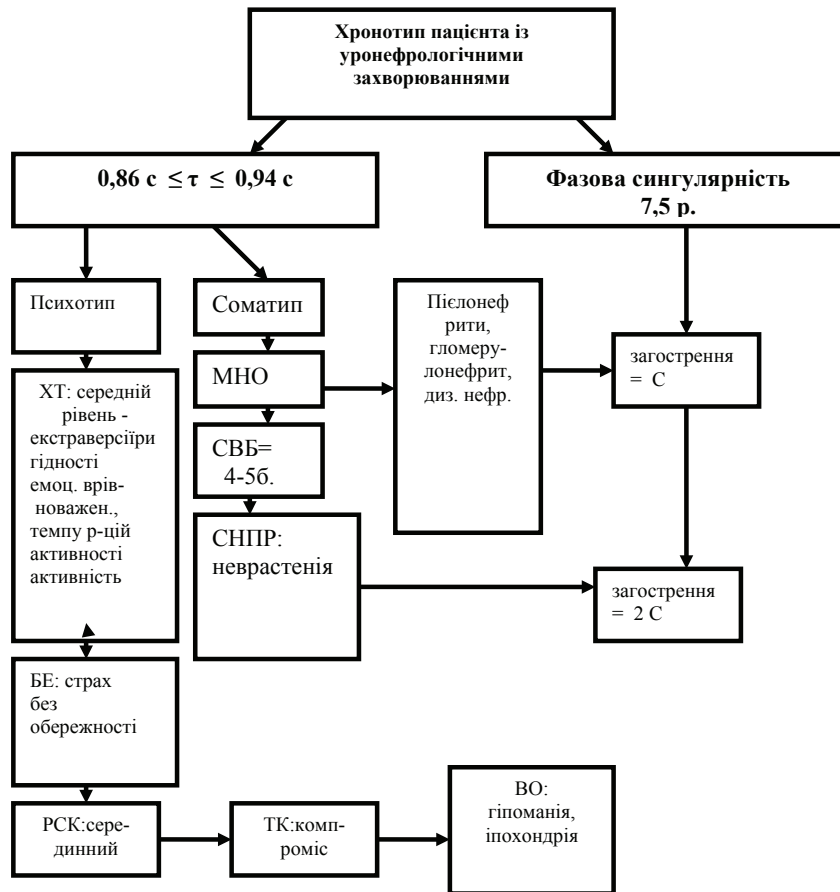 Хронотип пацієнта із
уронефрологічними
захворюваннями
0,86 с ≤ τ ≤ 0,94 с
Фазова сингулярність
7,5 р.
Психотип
Соматип
Пієлонеф
рити,
гломеру-
лонефрит,
диз. нефр.
загострення
= С
МНО
ХТ: середній
рівень -
екстраверсіїри
гідності
емоц. врів-
новажен.,
темпу р-цій
активності
активність
СВБ=
4-5б.
СНПР:
неврастенія
загострення
= 2 С
БЕ: страх
без
обережності
РСК:сере-
динний
ТК:комп-
роміс
ВО:
гіпоманія,
іпохондрія